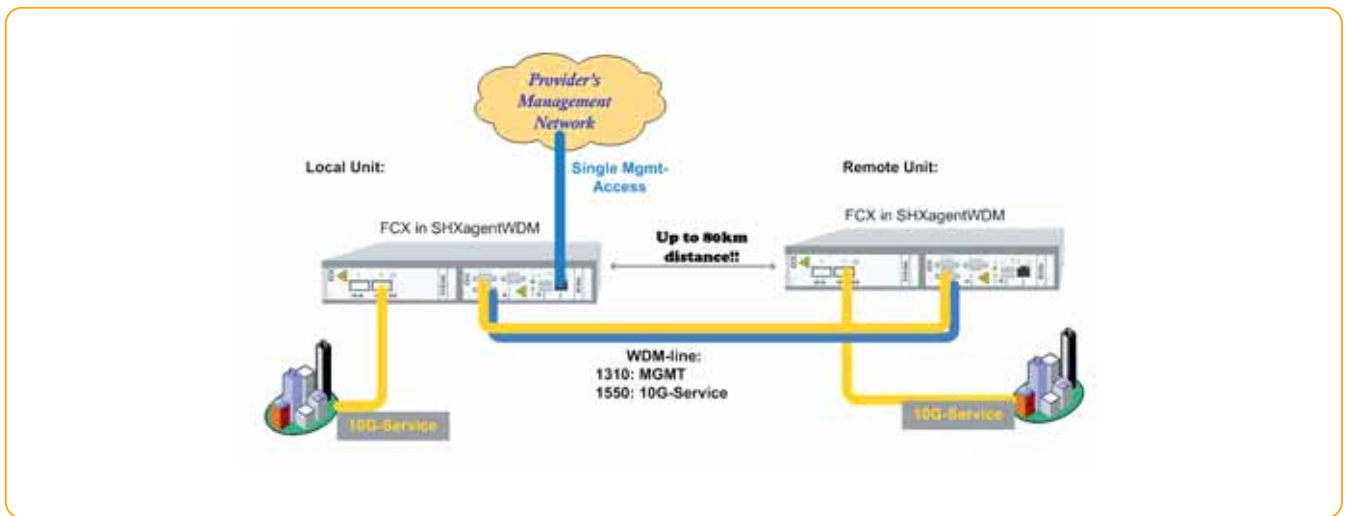 Provider's
Management
Network
Local Unit:
Single Mgmt-
Access
Remote Unit:
FCX in SHXagentWDM
FCX in SHXagentWDM
Up to 80km
distance!!
WDM-line:
1310: MGMT
1550: 10G-Service
10G-Service
10G-Service